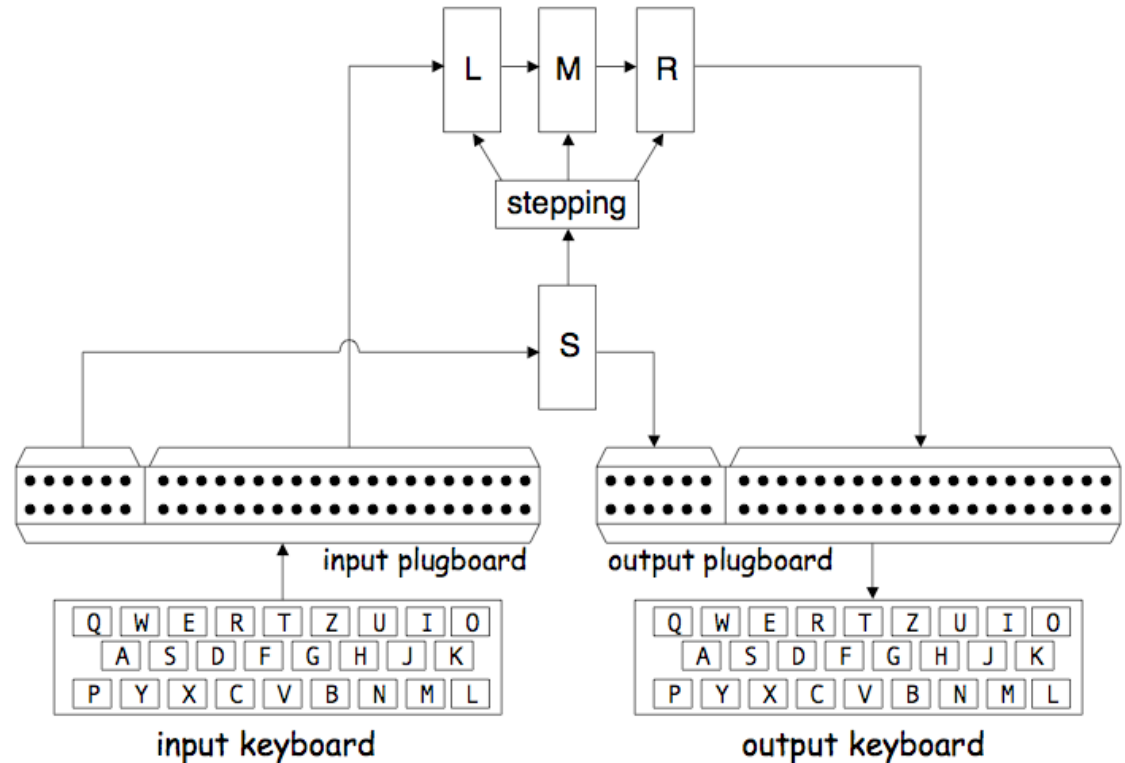 L M R
stepping
S
input plugboard output plugboard
Q W E R T Z U I O Q W E R T Z U I O
A S D F G H J K A S D F G H J K
P Y X C V B N M L P Y X C V B N M L
input keyboard output keyboard